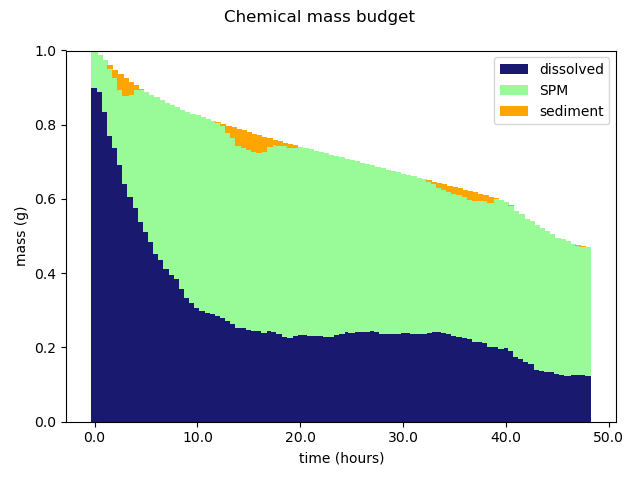 Chemical mass budget
dissolved
SPM
sediment
1.0
0.8
0.6
0.4
0.2
0.0
mass (g)
0.0 10.0 20.0 30.0 40.0 50.0
time (hours)